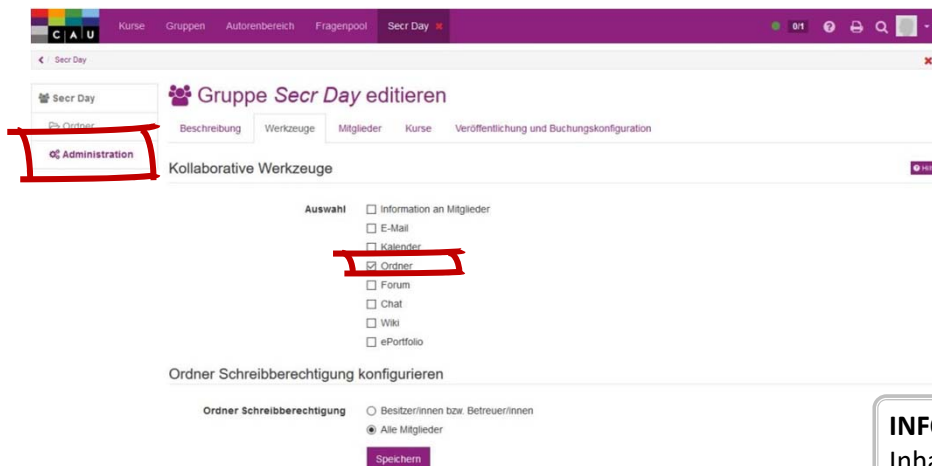 CAU Kurse Gruppen Autorenbereich Fragenpool Secr Day 0/1
Secr Day
Secr Day
Gruppe Secr Day editieren
Ordner
Beschreibung Werkzeuge Mitglieder Kurse Veröffentlichung und Buchungskonfiguration
Administration
Kollaborative Werkzeuge
Auswahl
Information an Mitglieder
E-Mail
Kalender
Ordner
Forum
Chat
Wiki
ePortfolio
Ordner Schreibberechtigung konfigurieren
Ordner Schreibberechtigung
Besitzer/innen bzw. Betreuer/innen
Alle Mitglieder
Speichern